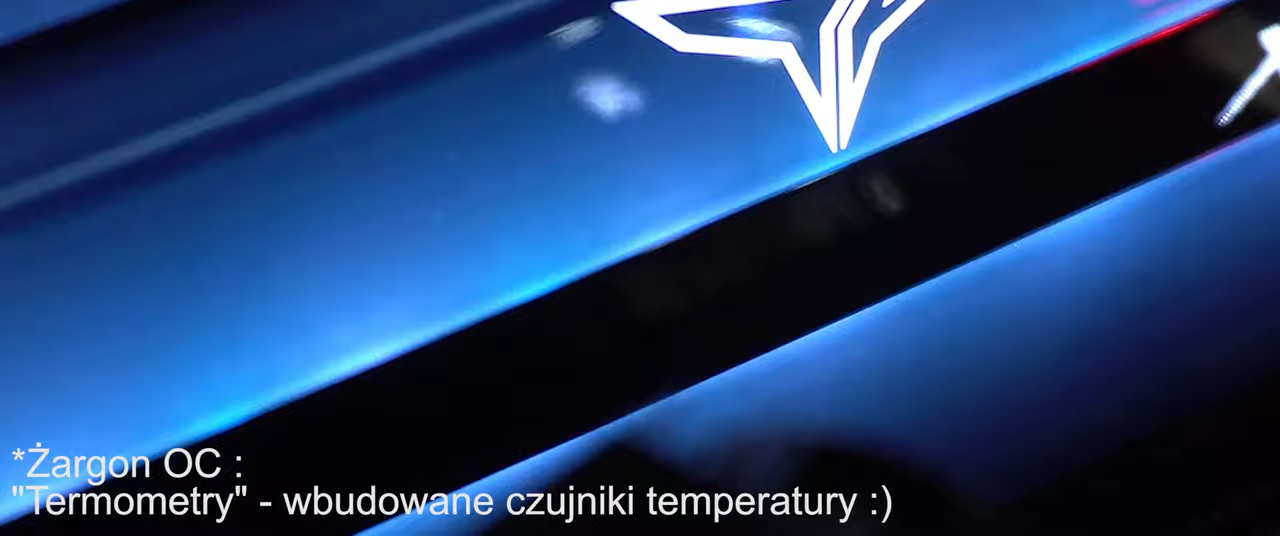 *Żargon OC :
"Termometry" - wbudowane czujniki temperatury :)